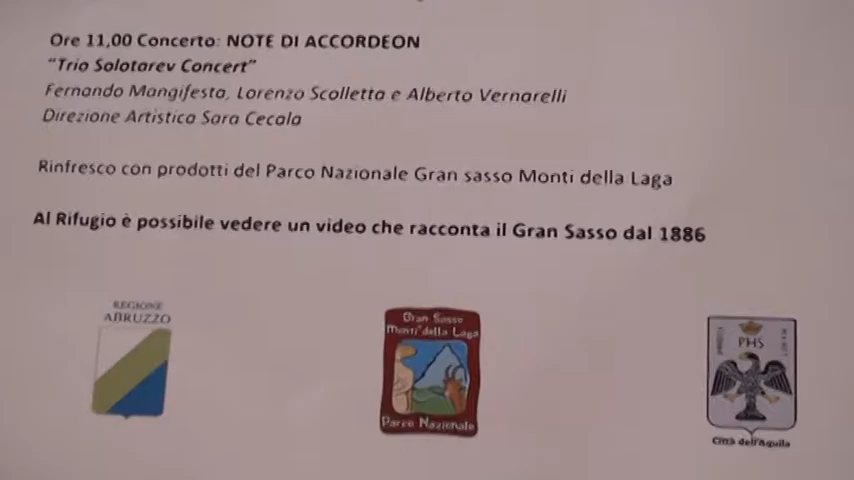 Ore 11,00 Concerto: NOTE DI ACCORDEON
"Trio Solotarev Concert"
Fernando Mangifesta, Lorenzo Scolletta e Alberto Vernarelli
Direzione Artistica Sara Cecala
Rinfresco con prodotti del Parco Nazionale Gran sasso Monti della Laga
Al Rifugio è possibile vedere un video che racconta il Gran Sasso dal 1886
REGIONE
ABRUZZO
Gran Sasso
Monti della Laga
Parco Nazionale
PHS
Città dell'Aquila